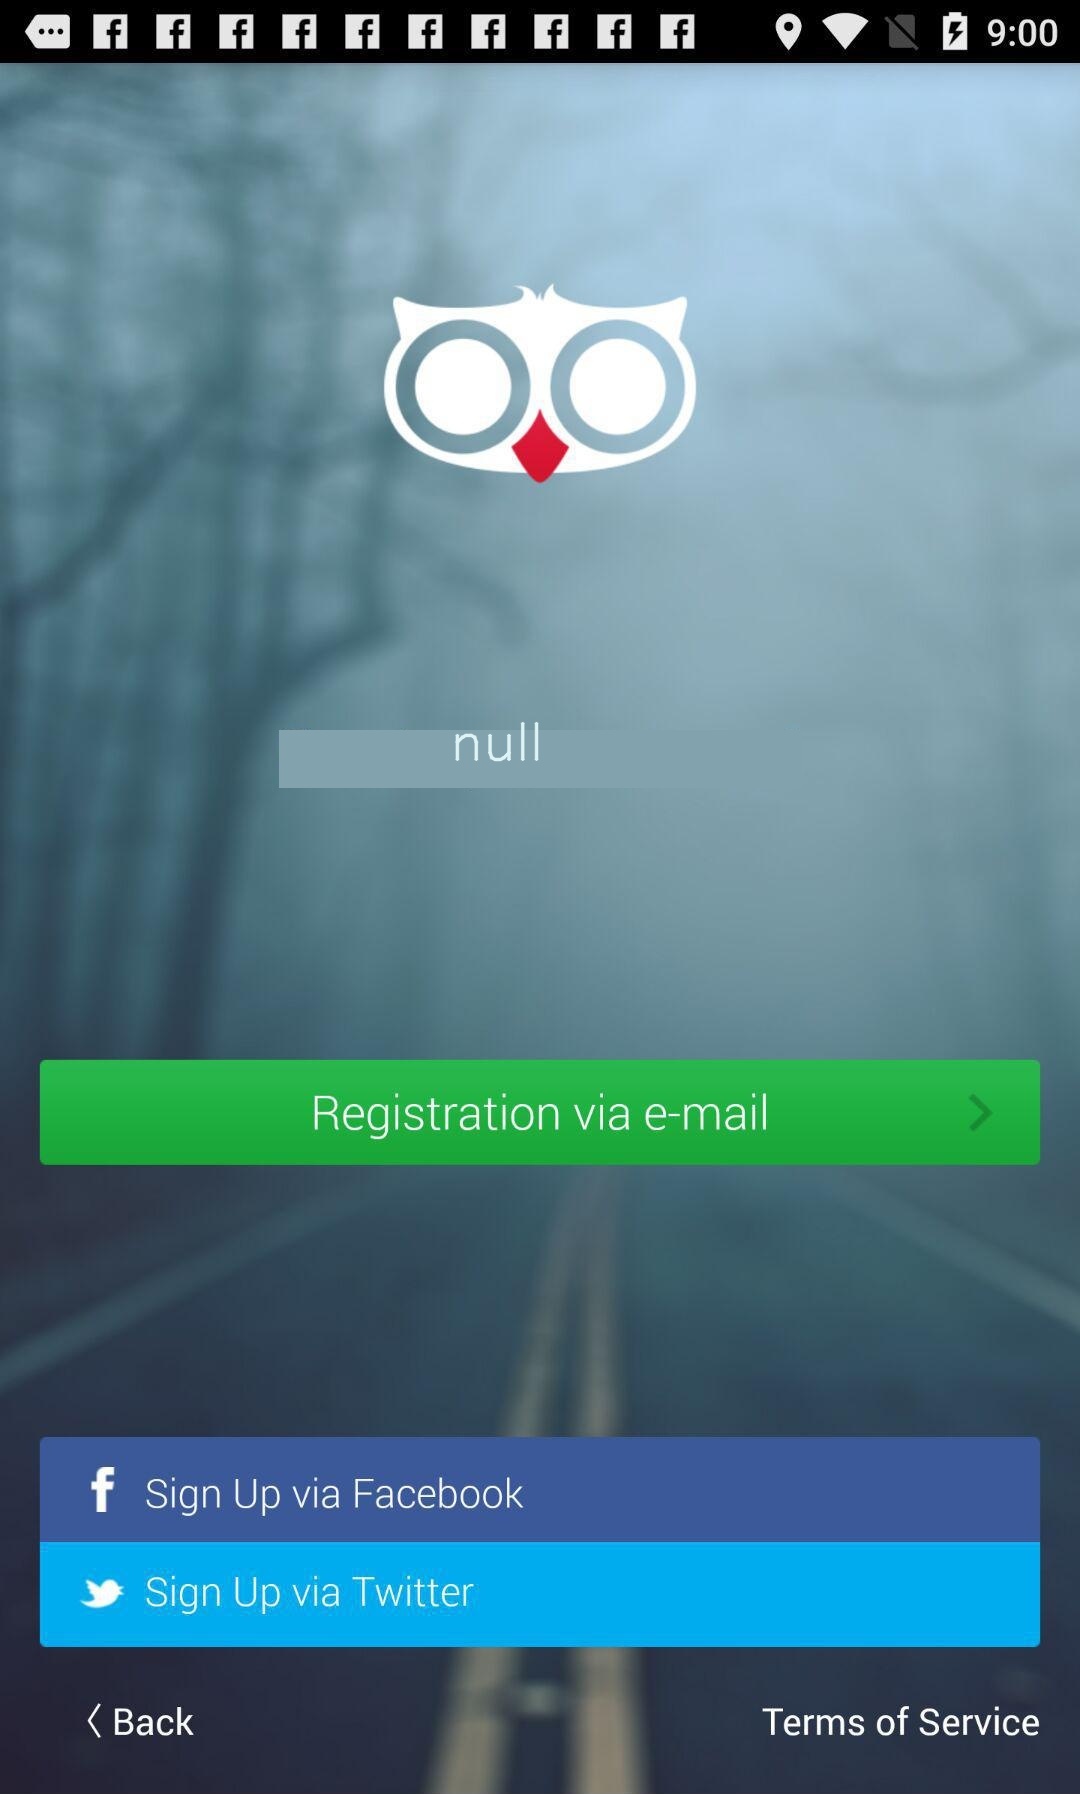 9:00
null
Registration via e-mail
Sign Up via Facebook
Sign Up via Twitter
Back
Terms of Service